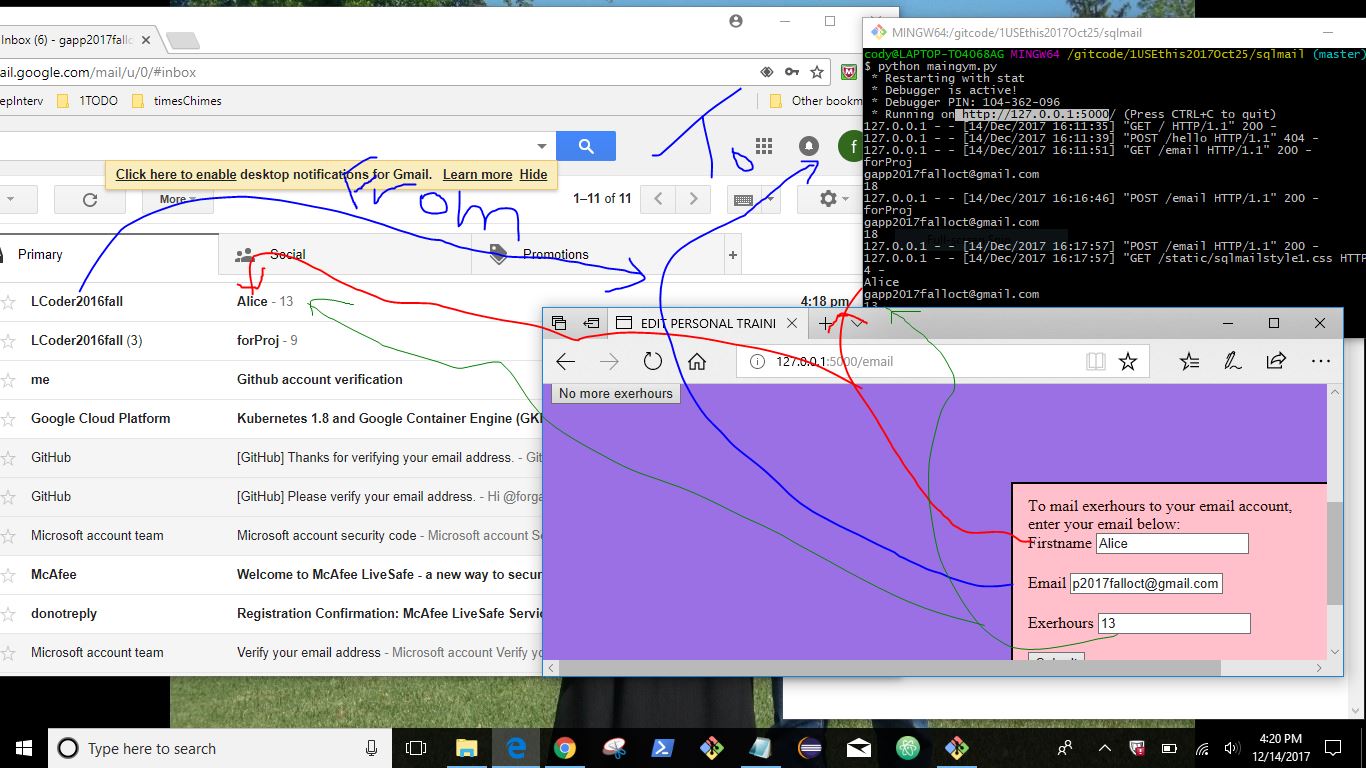 Inbox (6) - gapp2017fallo
ail.google.com/mail/u/0/#inbox
epInterv 1TODO timesChimes Other bookm
To
f
Click here to enable desktop notifications for Gmail. Learn more Hide
From
More 1–11 of 11
Primary Social Promotions +
LCoder2016fall Alice - 13 4:18 pm
LCoder2016fall (3) forProj - 9
me Github account verification
Google Cloud Platform Kubernetes 1.8 and Google Container Engine (GKE
GitHub [GitHub] Thanks for verifying your email address. - Git
GitHub [GitHub] Please verify your email address. - Hi @forga
Microsoft account team Microsoft account security code - Microsoft account Se
McAfee Welcome to McAfee LiveSafe - a new way to secur
donotreply Registration Confirmation: McAfee LiveSafe Servic
Microsoft account team Verify your email address - Microsoft account Verify yo
MINGW64:/gitcode/1USEthis2017Oct25/sqlmail
cody@LAPTOP-TO4068AG MINGW64 /gitcode/1USEthis2017Oct25/sqlmail (master)
$ python maingym.py
* Restarting with stat
* Debugger is active!
* Debugger PIN: 104-362-096
* Running on http://127.0.0.1:5000/ (Press CTRL+C to quit)
127.0.0.1 - - [14/Dec/2017 16:11:35] "GET / HTTP/1.1" 200 -
127.0.0.1 - - [14/Dec/2017 16:11:39] "POST /hello HTTP/1.1" 404 -
127.0.0.1 - - [14/Dec/2017 16:11:51] "GET /email HTTP/1.1" 200 -
forProj
gapp2017falloct@gmail.com
18
127.0.0.1 - - [14/Dec/2017 16:16:46] "POST /email HTTP/1.1" 200 -
forProj
gapp2017falloct@gmail.com
18
127.0.0.1 - - [14/Dec/2017 16:17:57] "POST /email HTTP/1.1" 200 -
127.0.0.1 - - [14/Dec/2017 16:17:57] "GET /static/sqlmailstyle1.css HTTP
4 -
Alice
gapp2017falloct@gmail.com
13
EDIT PERSONAL TRAINI
127.0.0.1:5000/email
No more exerhours
To mail exerhours to your email account,
enter your email below:
Firstname Alice
Email p2017falloct@gmail.com
Exerhours 13
Submit
Type here to search
4:20 PM
12/14/2017